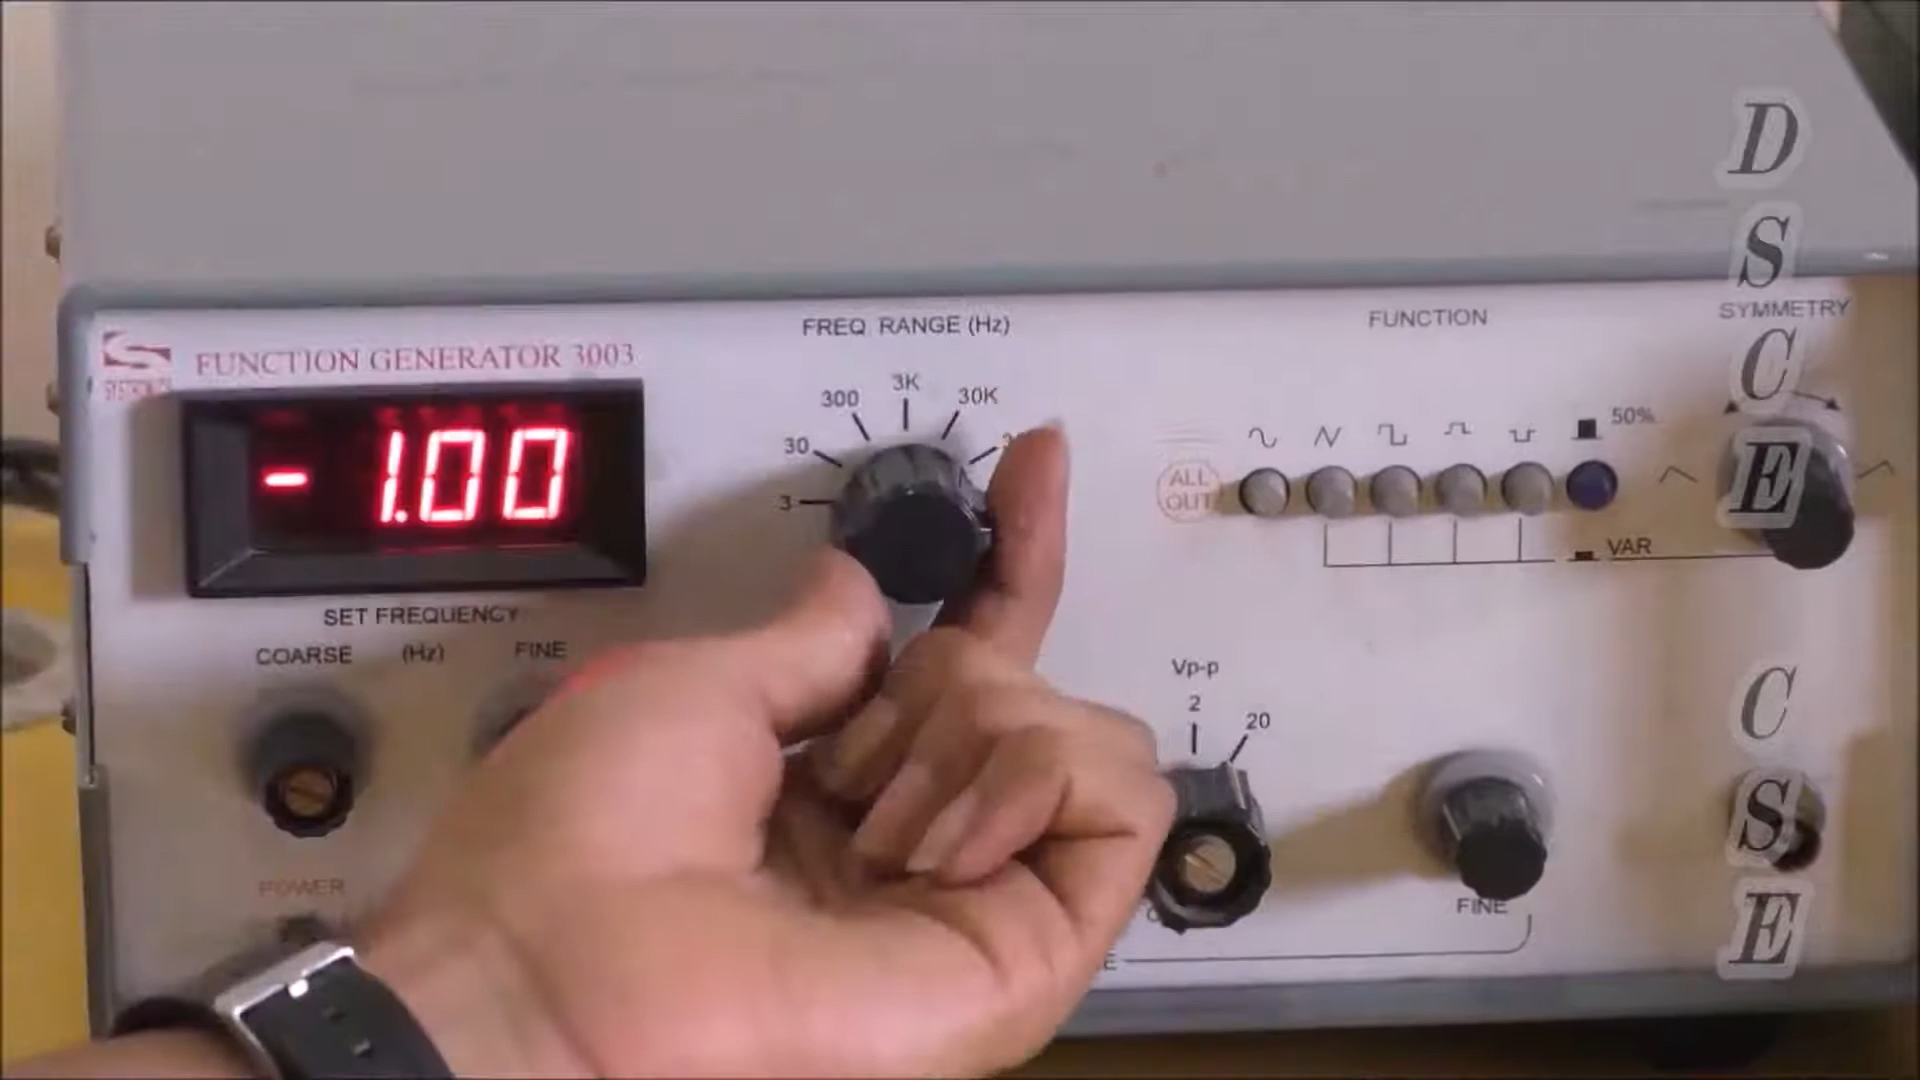 FREQ. RANGE (Hz)
FUNCTION
SYMMETRY
FUNCTION GENERATOR 3003
3K
300
30K
30
3
- 1.00
50%
ALL
OUT
VAR
SET FREQUENCY
COARSE (Hz) FINE
Vp-p
2
20
POWER
FINE
D
S
C
E
C
S
E